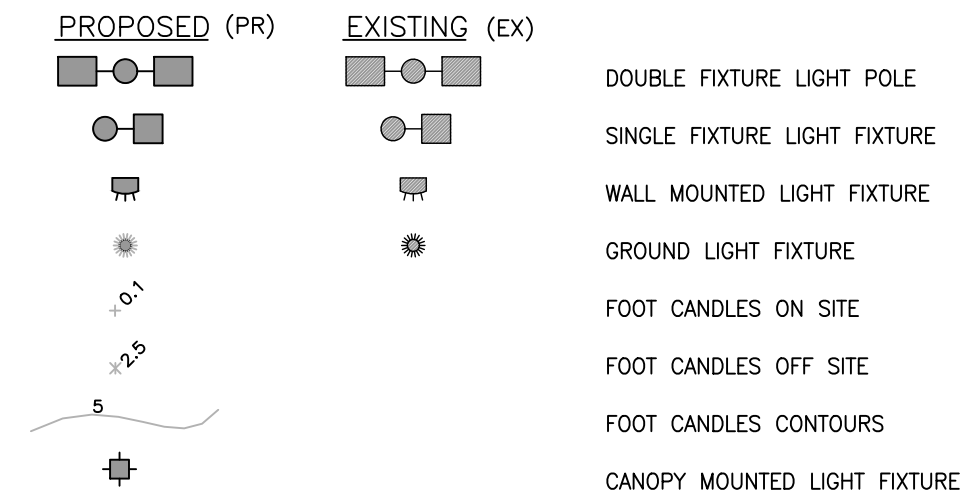 PROPOSED (PR) EXISTING (EX)
DOUBLE FIXTURE LIGHT POLE
SINGLE FIXTURE LIGHT FIXTURE
WALL MOUNTED LIGHT FIXTURE
GROUND LIGHT FIXTURE
0.1 FOOT CANDLES ON SITE
2.5 FOOT CANDLES OFF SITE
5 FOOT CANDLES CONTOURS
CANOPY MOUNTED LIGHT FIXTURE